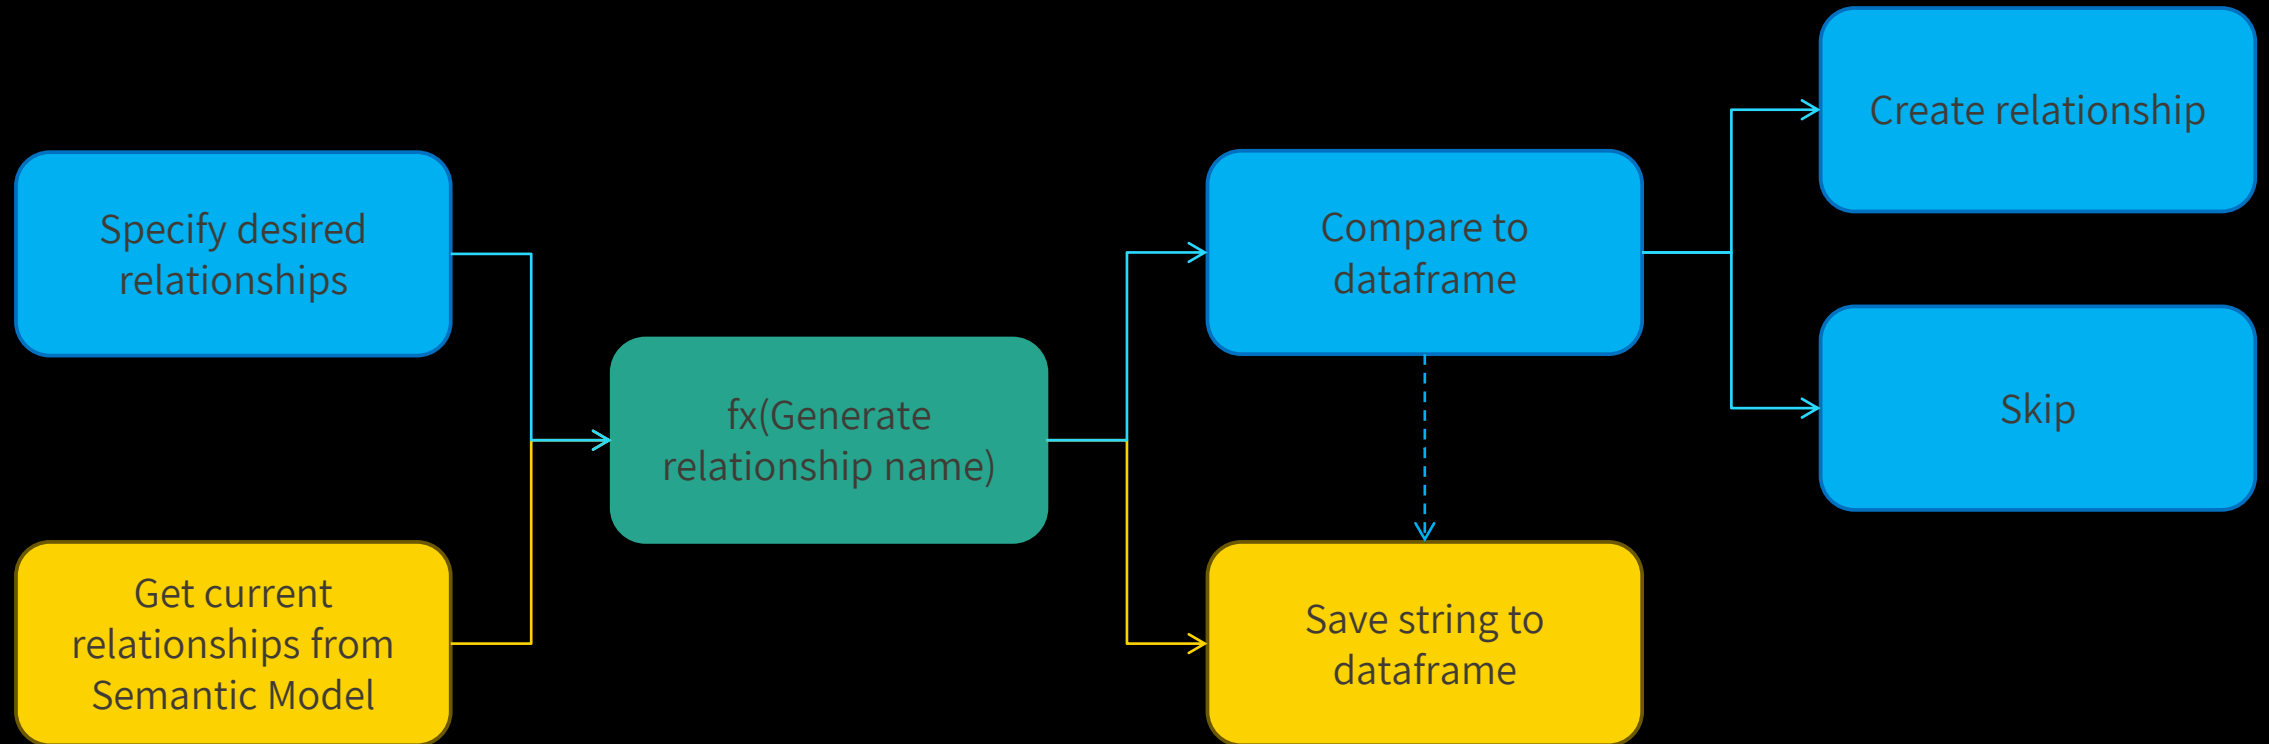 Specify desired
relationships
Get current
relationships from
Semantic Model
fx(Generate
relationship name)
Compare to
dataframe
Save string to
dataframe
Create relationship
Skip